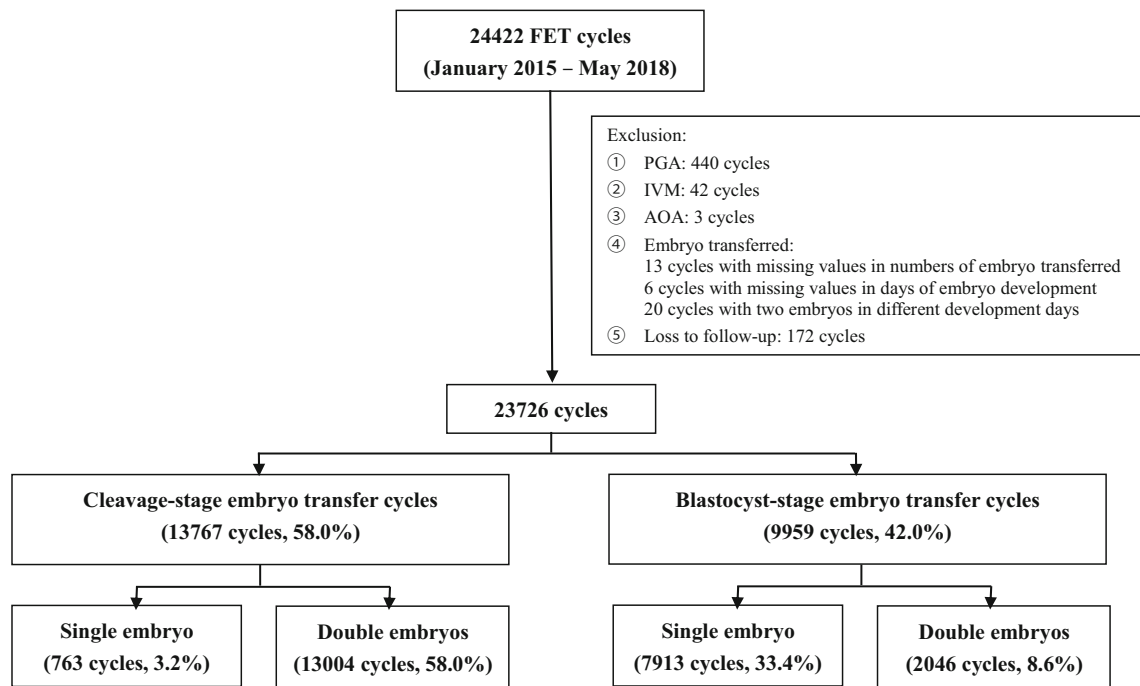 24422 FET cycles
(January 2015 – May 2018)
Exclusion:
① PGA: 440 cycles
② IVM: 42 cycles
③ AOA: 3 cycles
④ Embryo transferred:
13 cycles with missing values in numbers of embryo transferred
6 cycles with missing values in days of embryo development
20 cycles with two embryos in different development days
⑤ Loss to follow-up: 172 cycles
23726 cycles
Cleavage-stage embryo transfer cycles
(13767 cycles, 58.0%)
Blastocyst-stage embryo transfer cycles
(9959 cycles, 42.0%)
Single embryo
(763 cycles, 3.2%)
Double embryos
(13004 cycles, 58.0%)
Single embryo
(7913 cycles, 33.4%)
Double embryos
(2046 cycles, 8.6%)